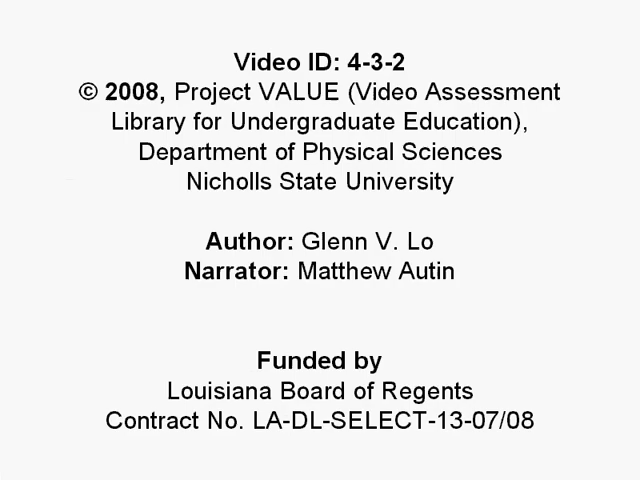 Video ID: 4-3-2
© 2008, Project VALUE (Video Assessment
Library for Undergraduate Education),
Department of Physical Sciences
Nicholls State University
Author: Glenn V. Lo
Narrator: Matthew Autin
Funded by
Louisiana Board of Regents
Contract No. LA-DL-SELECT-13-07/08